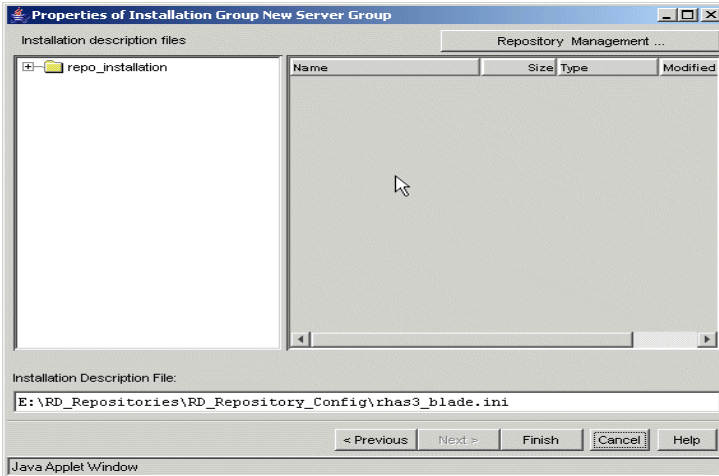 Properties of Installation Group New Server Group
Installation description files
Repository Management ...
repo_installation
Name Size Type Modified
Installation Description File:
E:\RD_Repositories\RD_Repository_Config\rhas3_blade.ini
< Previous Next > Finish Cancel Help
Java Applet Window